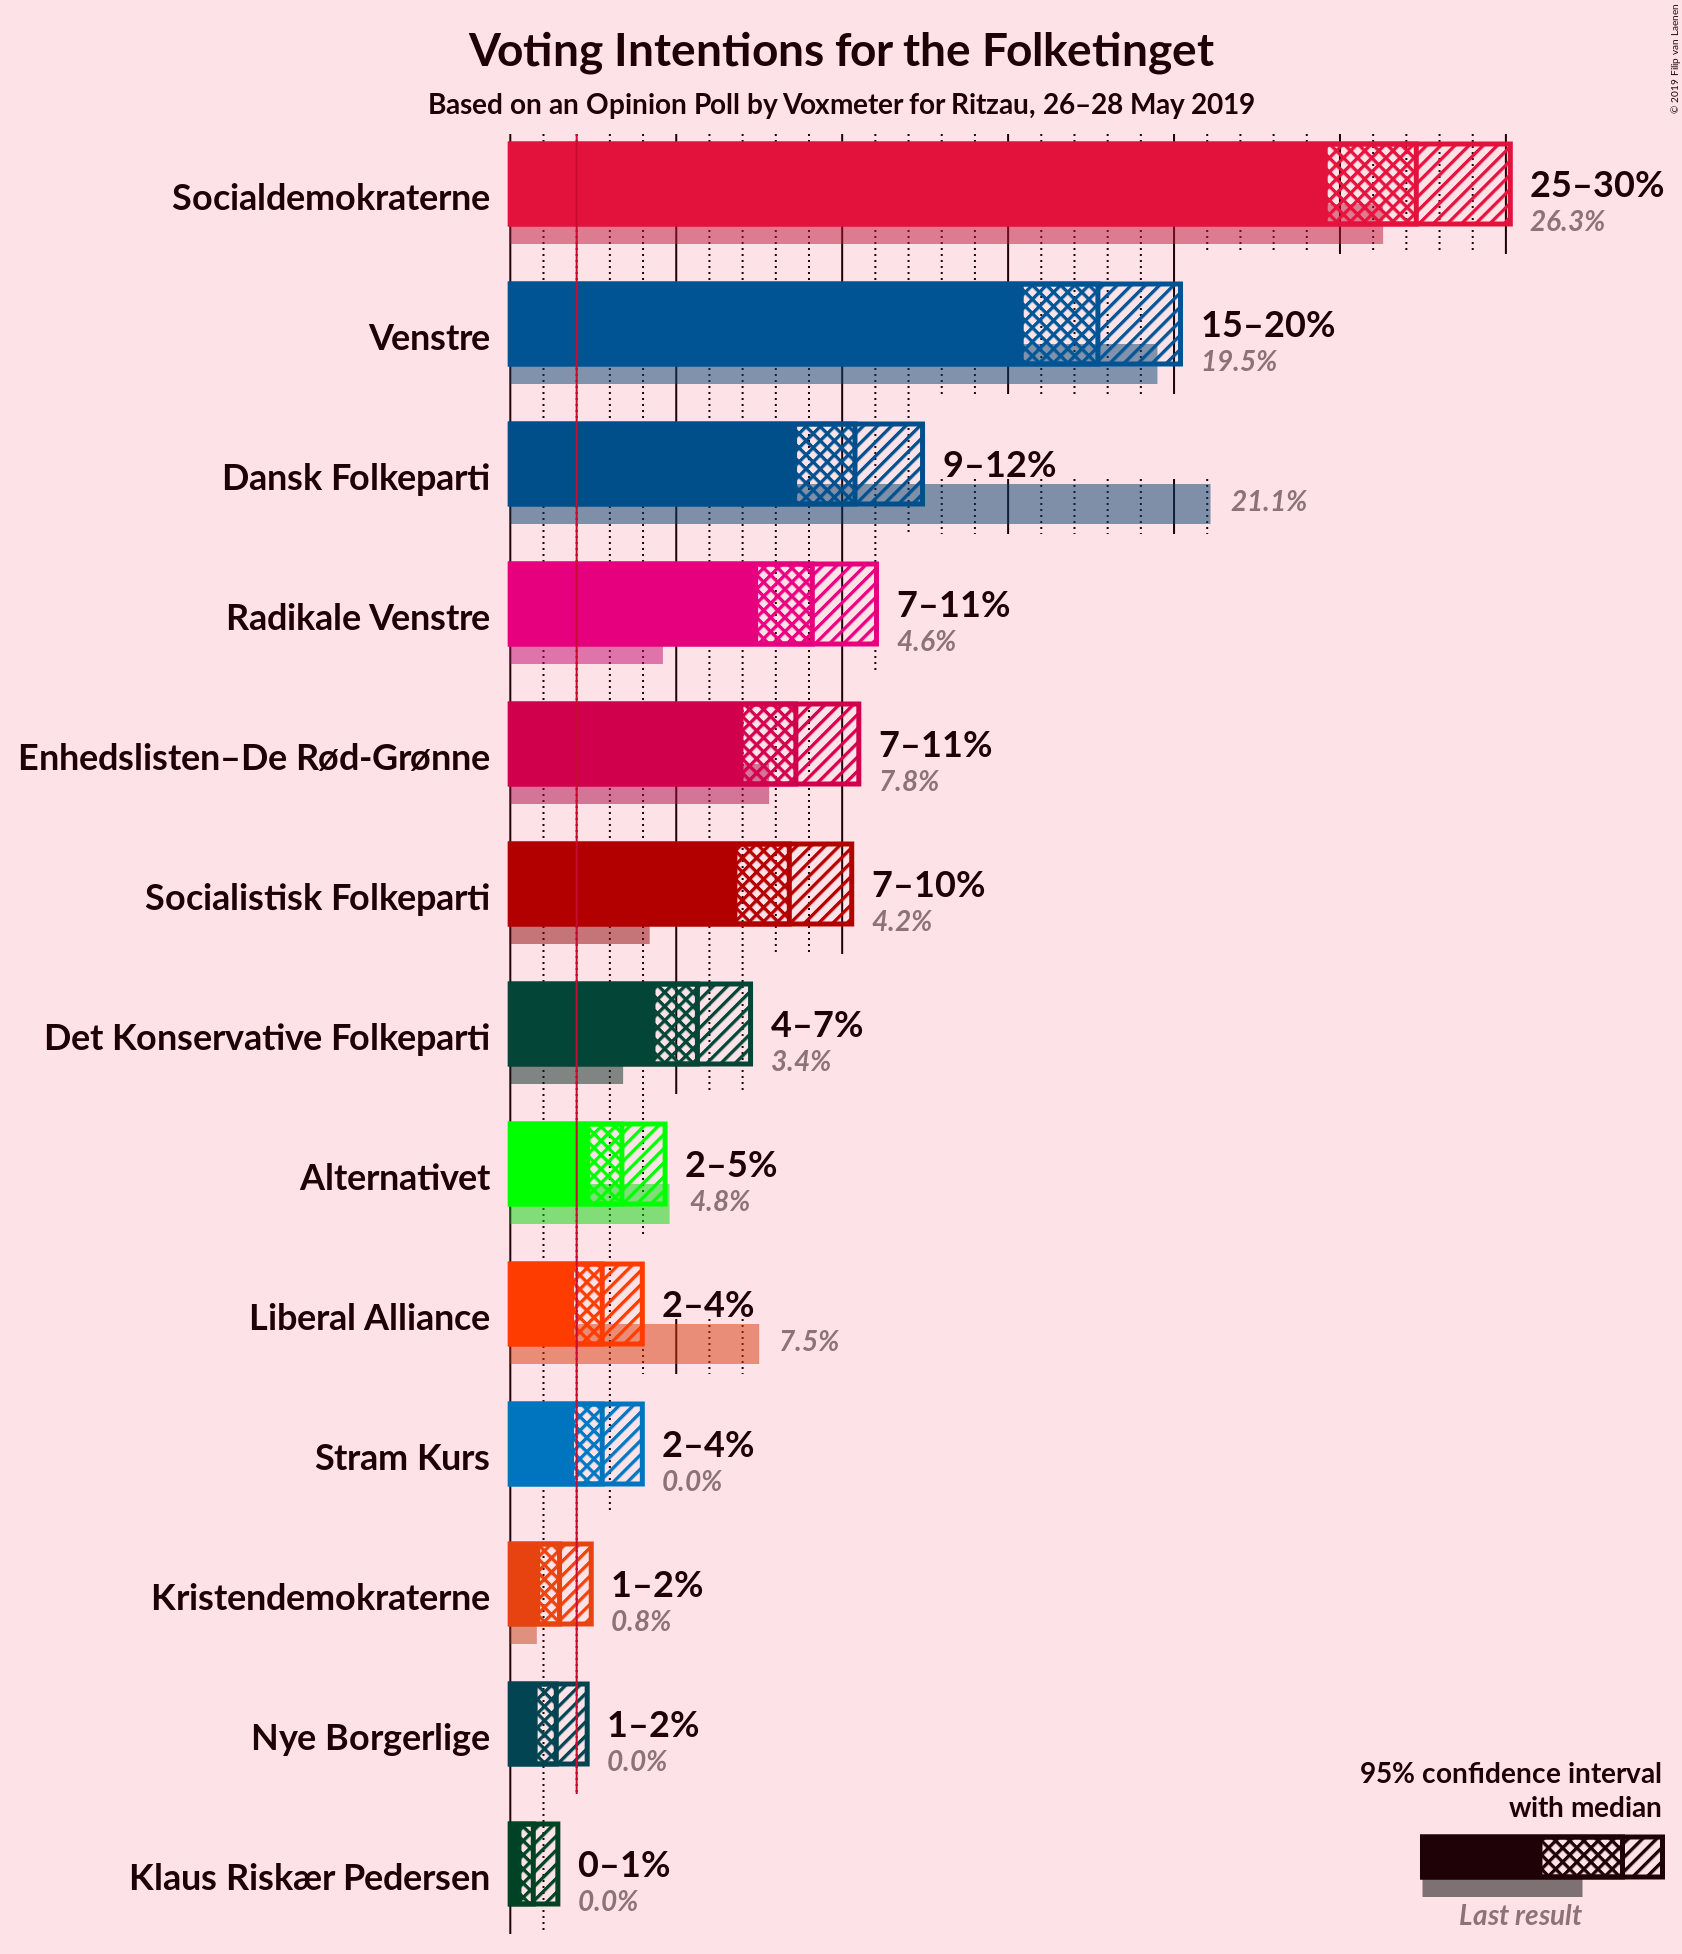 Voting Intentions for the Folketinget
Based on an Opinion Poll by Voxmeter for Ritzau, 26–28 May 2019
© 2019 Filip van Laenen
Socialdemokraterne
25–30%
26.3%
Venstre
15–20%
19.5%
Dansk Folkeparti
9–12%
21.1%
Radikale Venstre
7–11%
4.6%
Enhedslisten–De Rød-Grønne
7–11%
7.8%
Socialistisk Folkeparti
7–10%
4.2%
Det Konservative Folkeparti
4–7%
3.4%
Alternativet
2–5%
4.8%
Liberal Alliance
2–4%
7.5%
Stram Kurs
2–4%
0.0%
Kristendemokraterne
1–2%
0.8%
Nye Borgerlige
1–2%
0.0%
Klaus Riskær Pedersen
0–1%
0.0%
95% confidence interval
with median
Last result